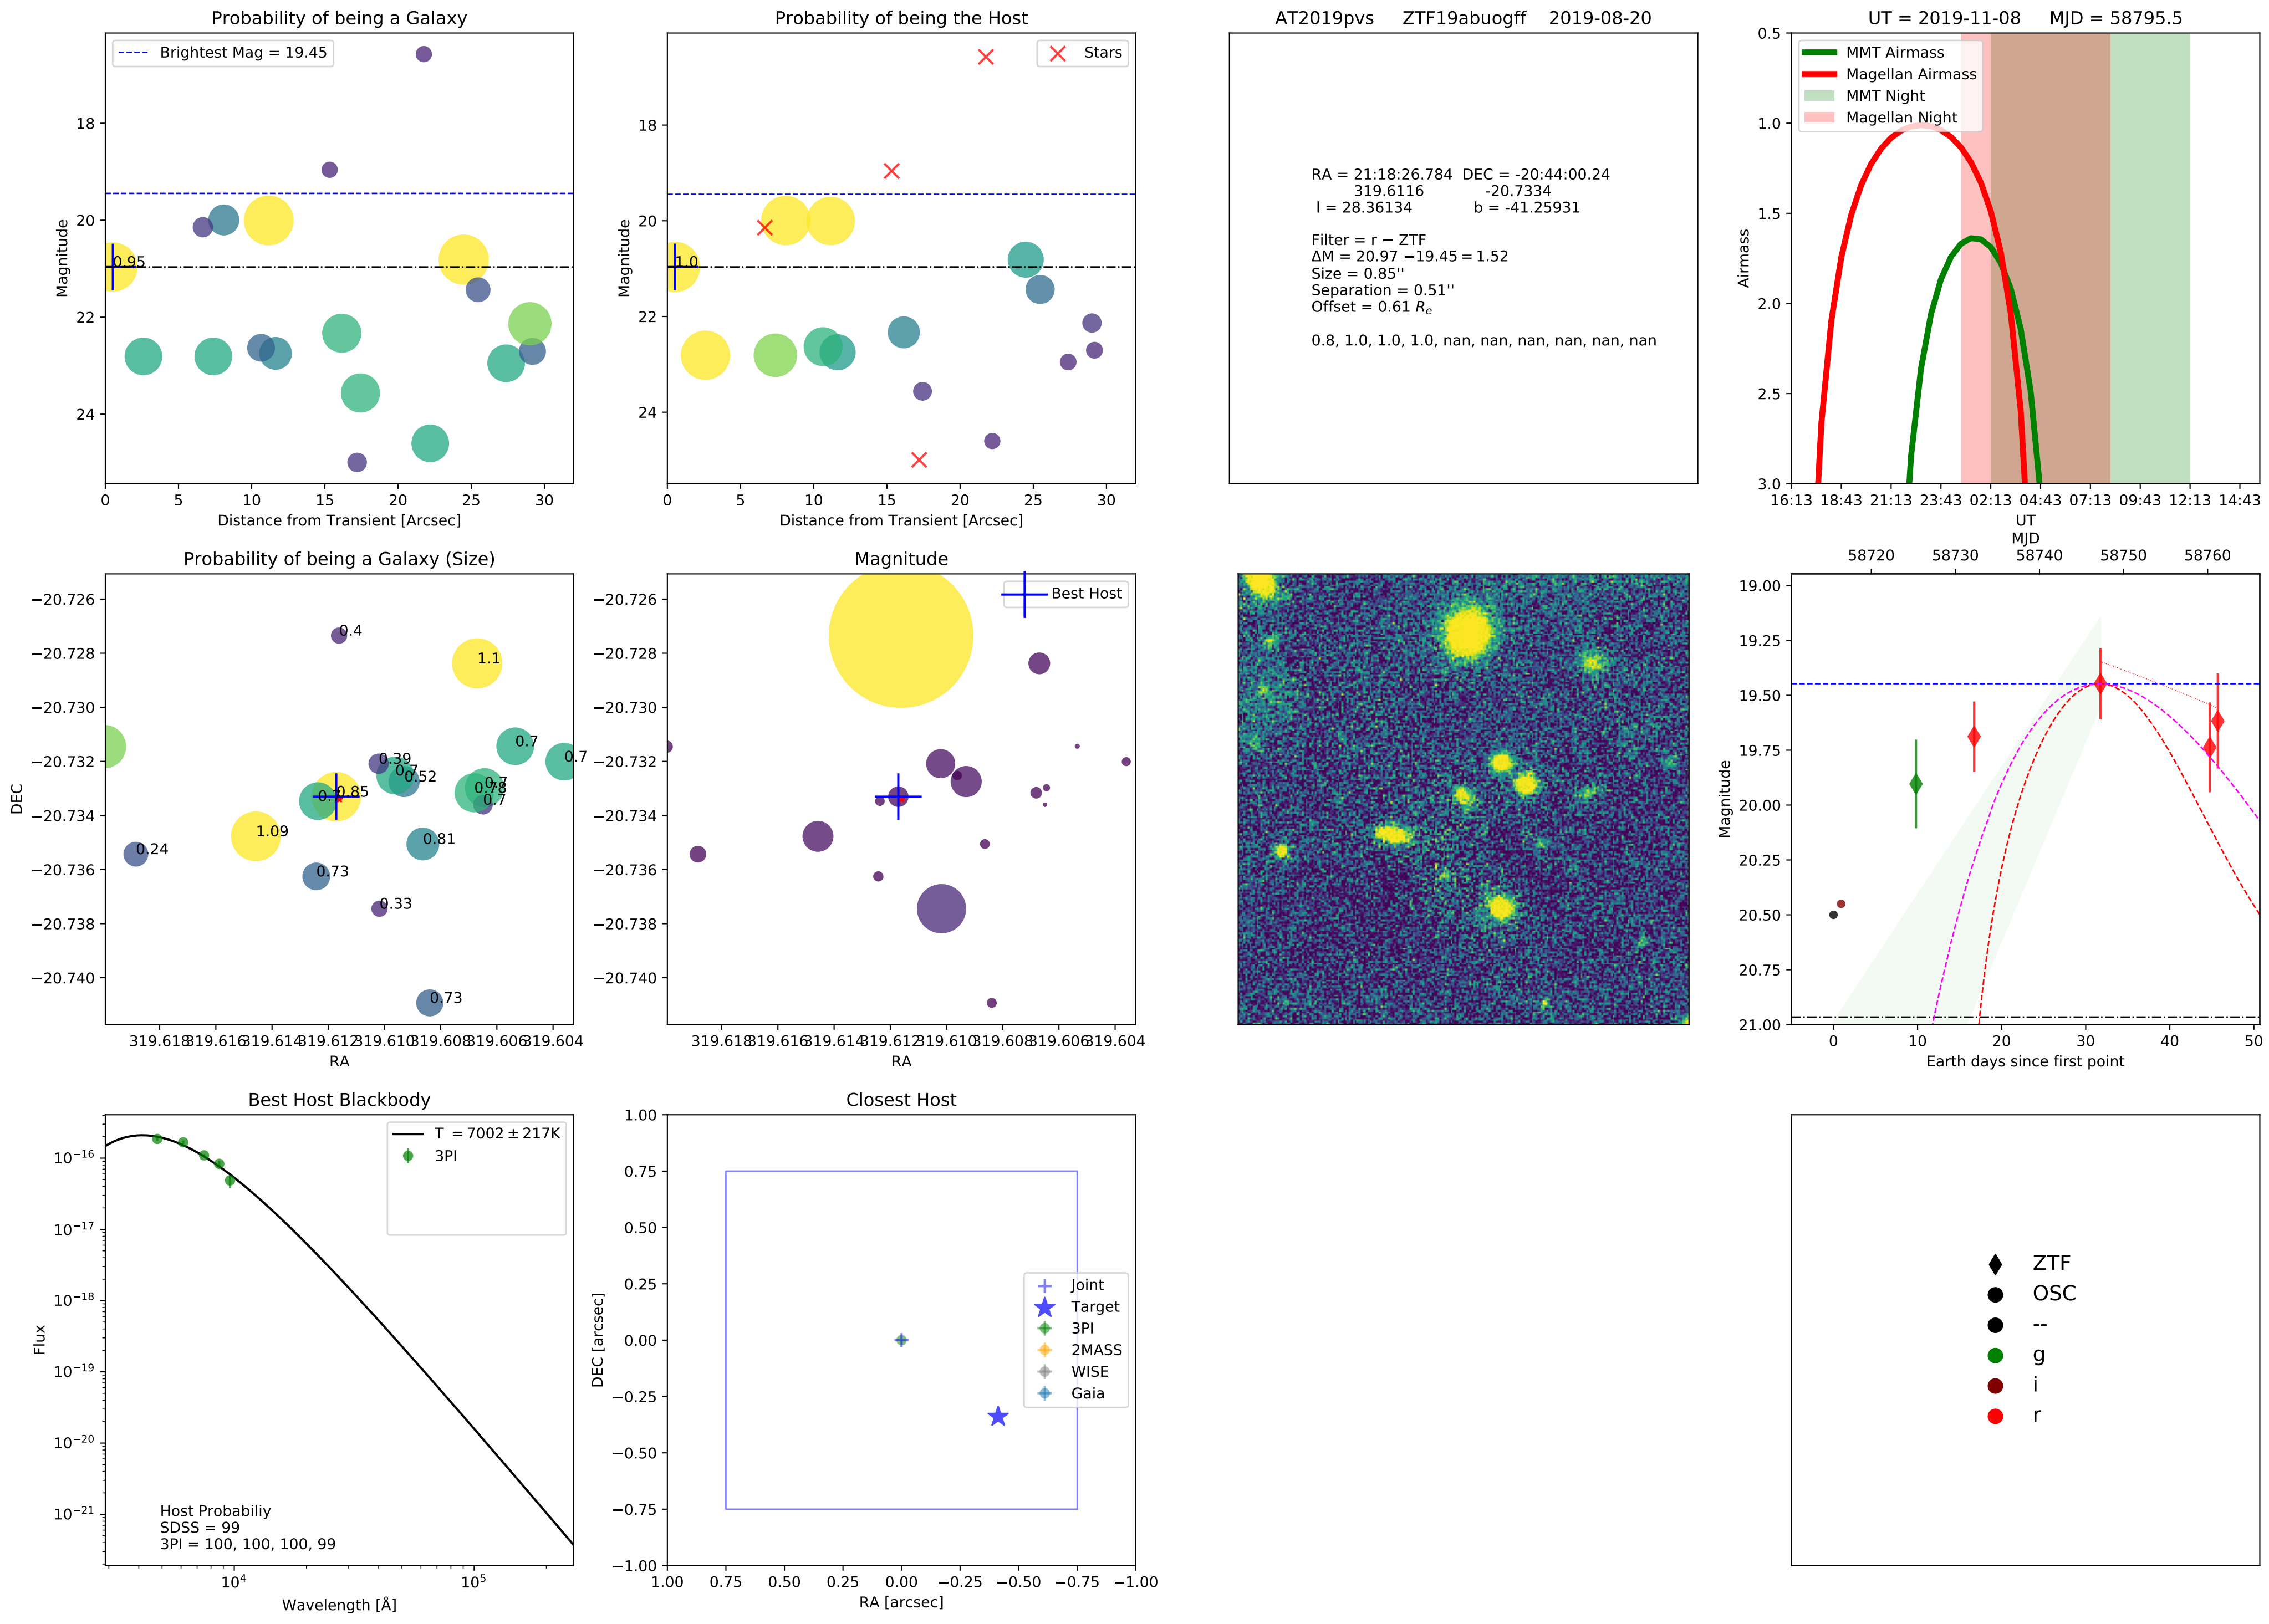 Probability of being a Galaxy
Brightest Mag = 19.45
0.95
18
20
22
24
Magnitude
0 5 10 15 20 25 30
Distance from Transient [Arcsec]
Probability of being the Host
Stars
1.0
18
20
22
24
Magnitude
0 5 10 15 20 25 30
Distance from Transient [Arcsec]
AT2019pvs ZTF19abuogff 2019-08-20
RA = 21:18:26.784 DEC = -20:44:00.24
319.6116 -20.7334
l = 28.36134 b = -41.25931
Filter = r − ZTF
ΔM = 20.97 −19.45 = 1.52
Size = 0.85''
Separation = 0.51''
Offset = 0.61 Re
0.8, 1.0, 1.0, 1.0, nan, nan, nan, nan, nan, nan
UT = 2019-11-08 MJD = 58795.5
MMT Airmass
Magellan Airmass
MMT Night
Magellan Night
0.5
1.0
1.5
2.0
2.5
3.0
Airmass
16:13 18:43 21:13 23:43 02:13 04:43 07:13 09:43 12:13 14:43
UT
Probability of being a Galaxy (Size)
0.4
1.1
0.7
0.7
0.39
0.7
0.52
0.7
0.78
0.7
0.85
0.7
1.09
0.81
0.24
0.73
0.33
0.73
−20.726
−20.728
−20.730
−20.732
−20.734
−20.736
−20.738
−20.740
DEC
319.618 319.616 319.614 319.612 319.610 319.608 319.606 319.604
RA
Magnitude
Best Host
−20.726
−20.728
−20.730
−20.732
−20.734
−20.736
−20.738
−20.740
319.618 319.616 319.614 319.612 319.610 319.608 319.606 319.604
RA
MJD
58720 58730 58740 58750 58760
19.00
19.25
19.50
19.75
20.00
20.25
20.50
20.75
21.00
Magnitude
0 10 20 30 40 50
Earth days since first point
Best Host Blackbody
T = 7002 ± 217K
3PI
10−16
10−17
10−18
10−19
10−20
10−21
Flux
Host Probabiliy
SDSS = 99
3PI = 100, 100, 100, 99
104 105
Wavelength [Å]
Closest Host
Joint
Target
3PI
2MASS
WISE
Gaia
1.00
0.75
0.50
0.25
0.00
−0.25
−0.50
−0.75
−1.00
DEC [arcsec]
1.00 0.75 0.50 0.25 0.00 −0.25 −0.50 −0.75 −1.00
RA [arcsec]
ZTF
OSC
--
g
i
r